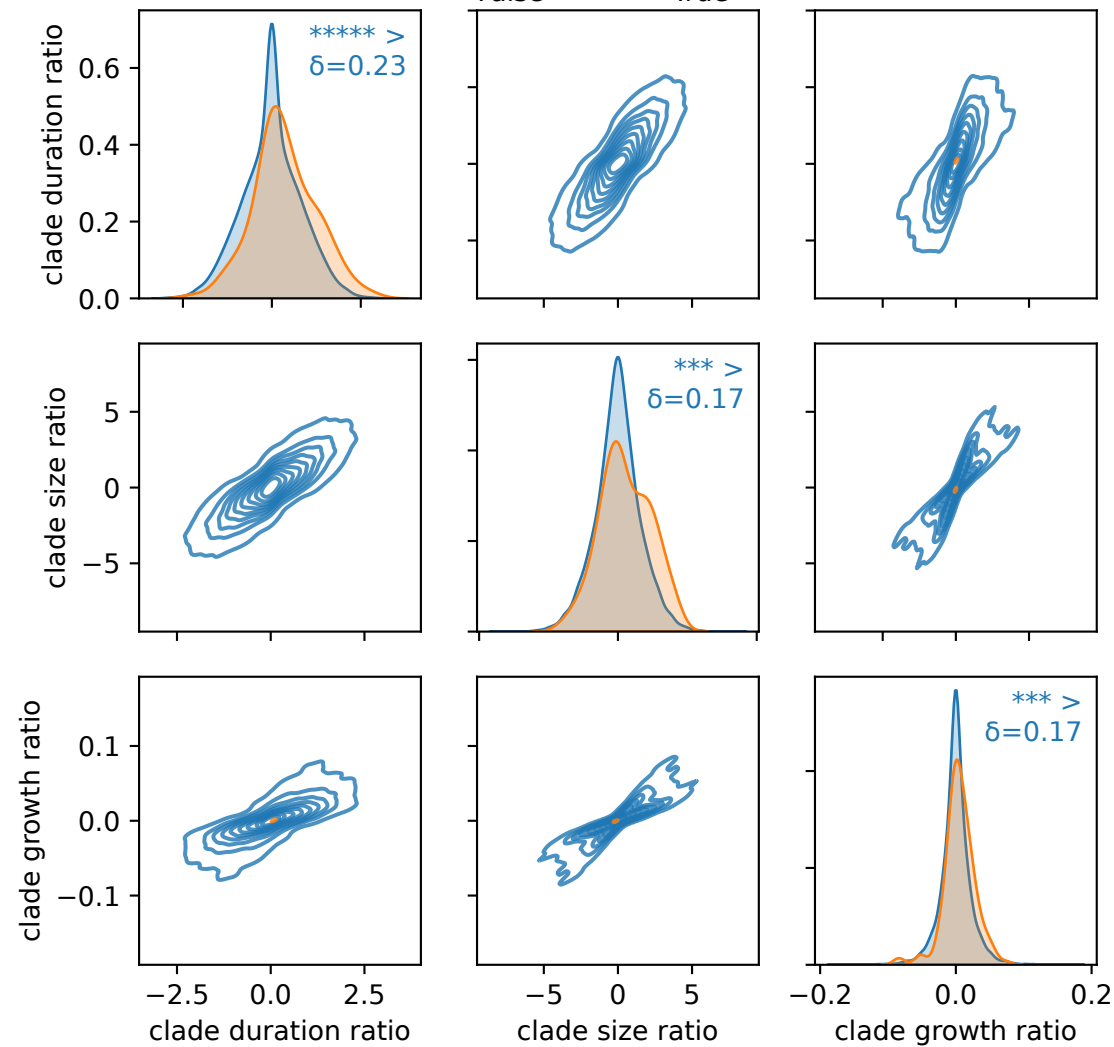 clade duration ratio
0.6
0.4
0.2
0.0
***** >
δ=0.23
clade size ratio
5
0
−5
*** >
δ=0.17
clade growth ratio
0.1
0.0
−0.1
*** >
δ=0.17
−2.5 0.0 2.5
−5 0 5
−0.2 0.0 0.2
clade duration ratio
clade size ratio
clade growth ratio